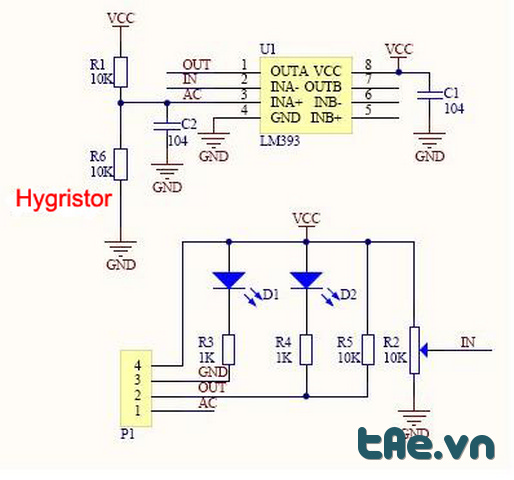 VCC
R1
10K
OUT
IN
AC
U1
1
2
3
4
OUTA VCC
INA- OUTB
INA+ INB-
GND INB+
8
7
6
5
LM393
VCC
C1
104
GND
GND
C2
104
GND
R6
10K
Hygristor
GND
VCC
D1
D2
R3
1K
R4
1K
R5
10K
R2
10K
IN
GND
4
3
2
1
GND
OUT
AC
P1
tAe.vn